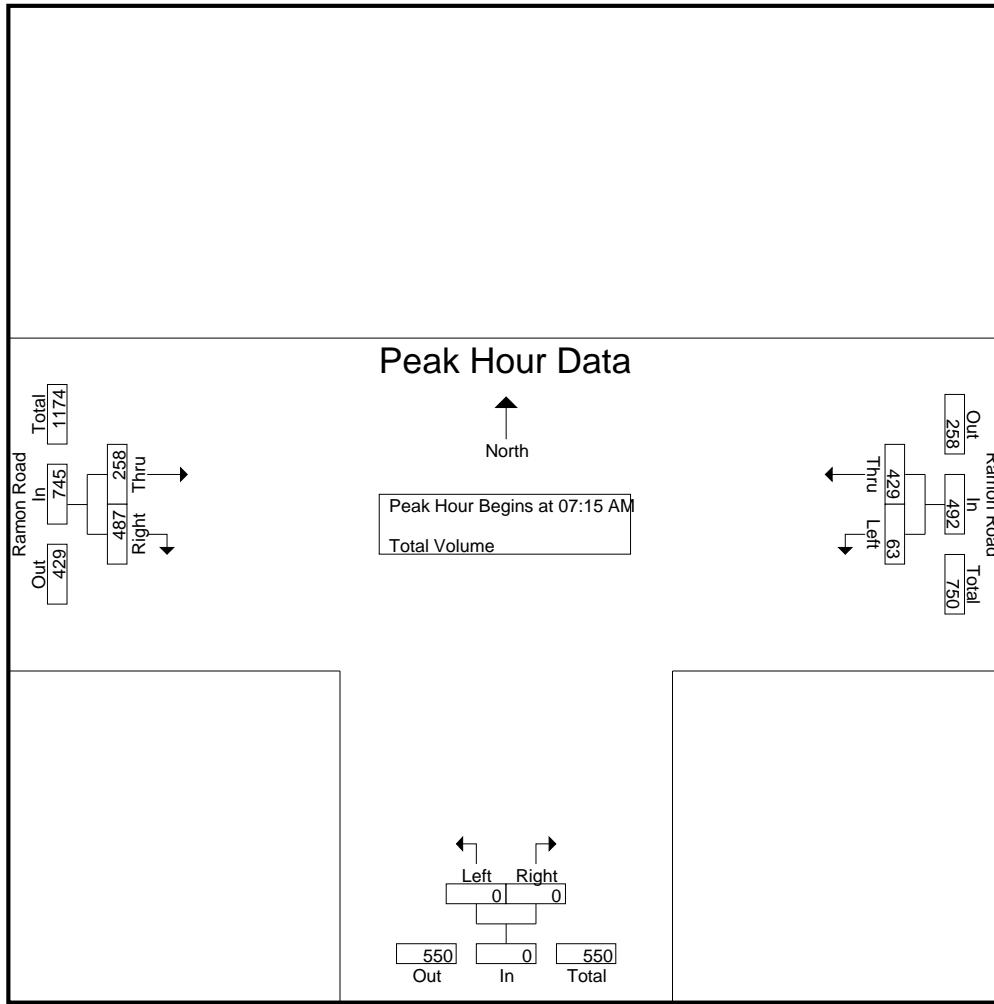 Peak Hour Data
North
Peak Hour Begins at 07:15 AM
Total Volume
Ramon Road
Total
1174
In
745
Out
429
258
Thru
487
Right
Ramon Road
Out
258
In
492
Total
750
Thru
429
Left
63
Left Right
0 0
550 0 550
Out In Total